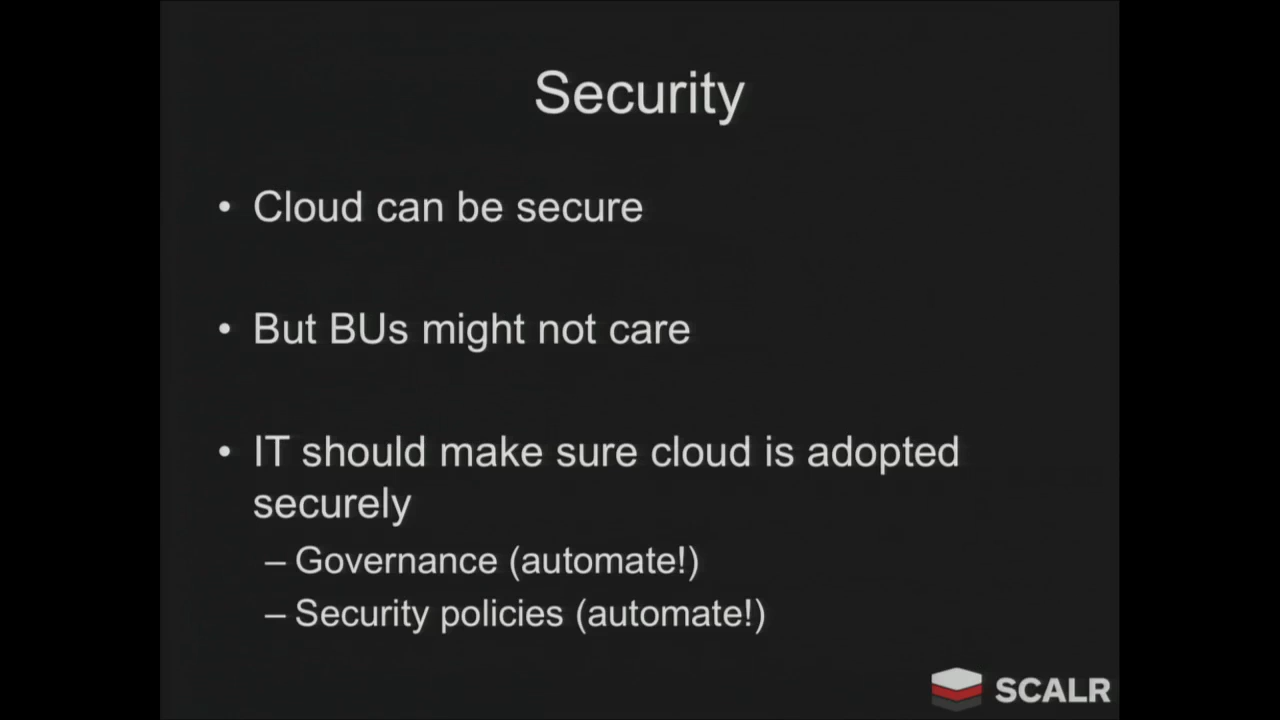 Security
• Cloud can be secure
• But BUs might not care
• IT should make sure cloud is adopted
securely
– Governance (automate!)
– Security policies (automate!)
SCALR